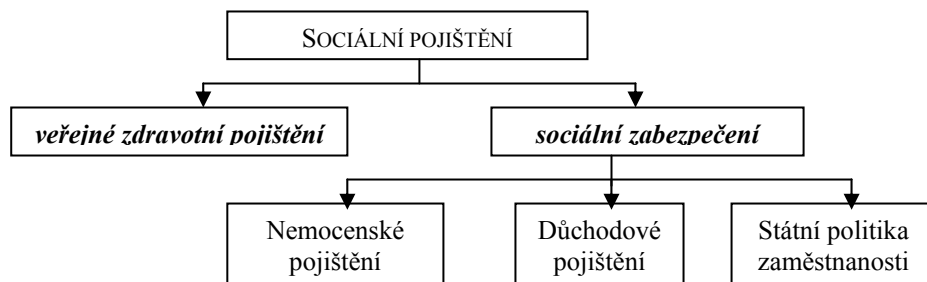 SOCIÁLNÍ POJIŠTĚNÍ
veřejné zdravotní pojištění
sociální zabezpečení
Nemocenské
pojištění
Důchodové
pojištění
Státní politika
zaměstnanosti